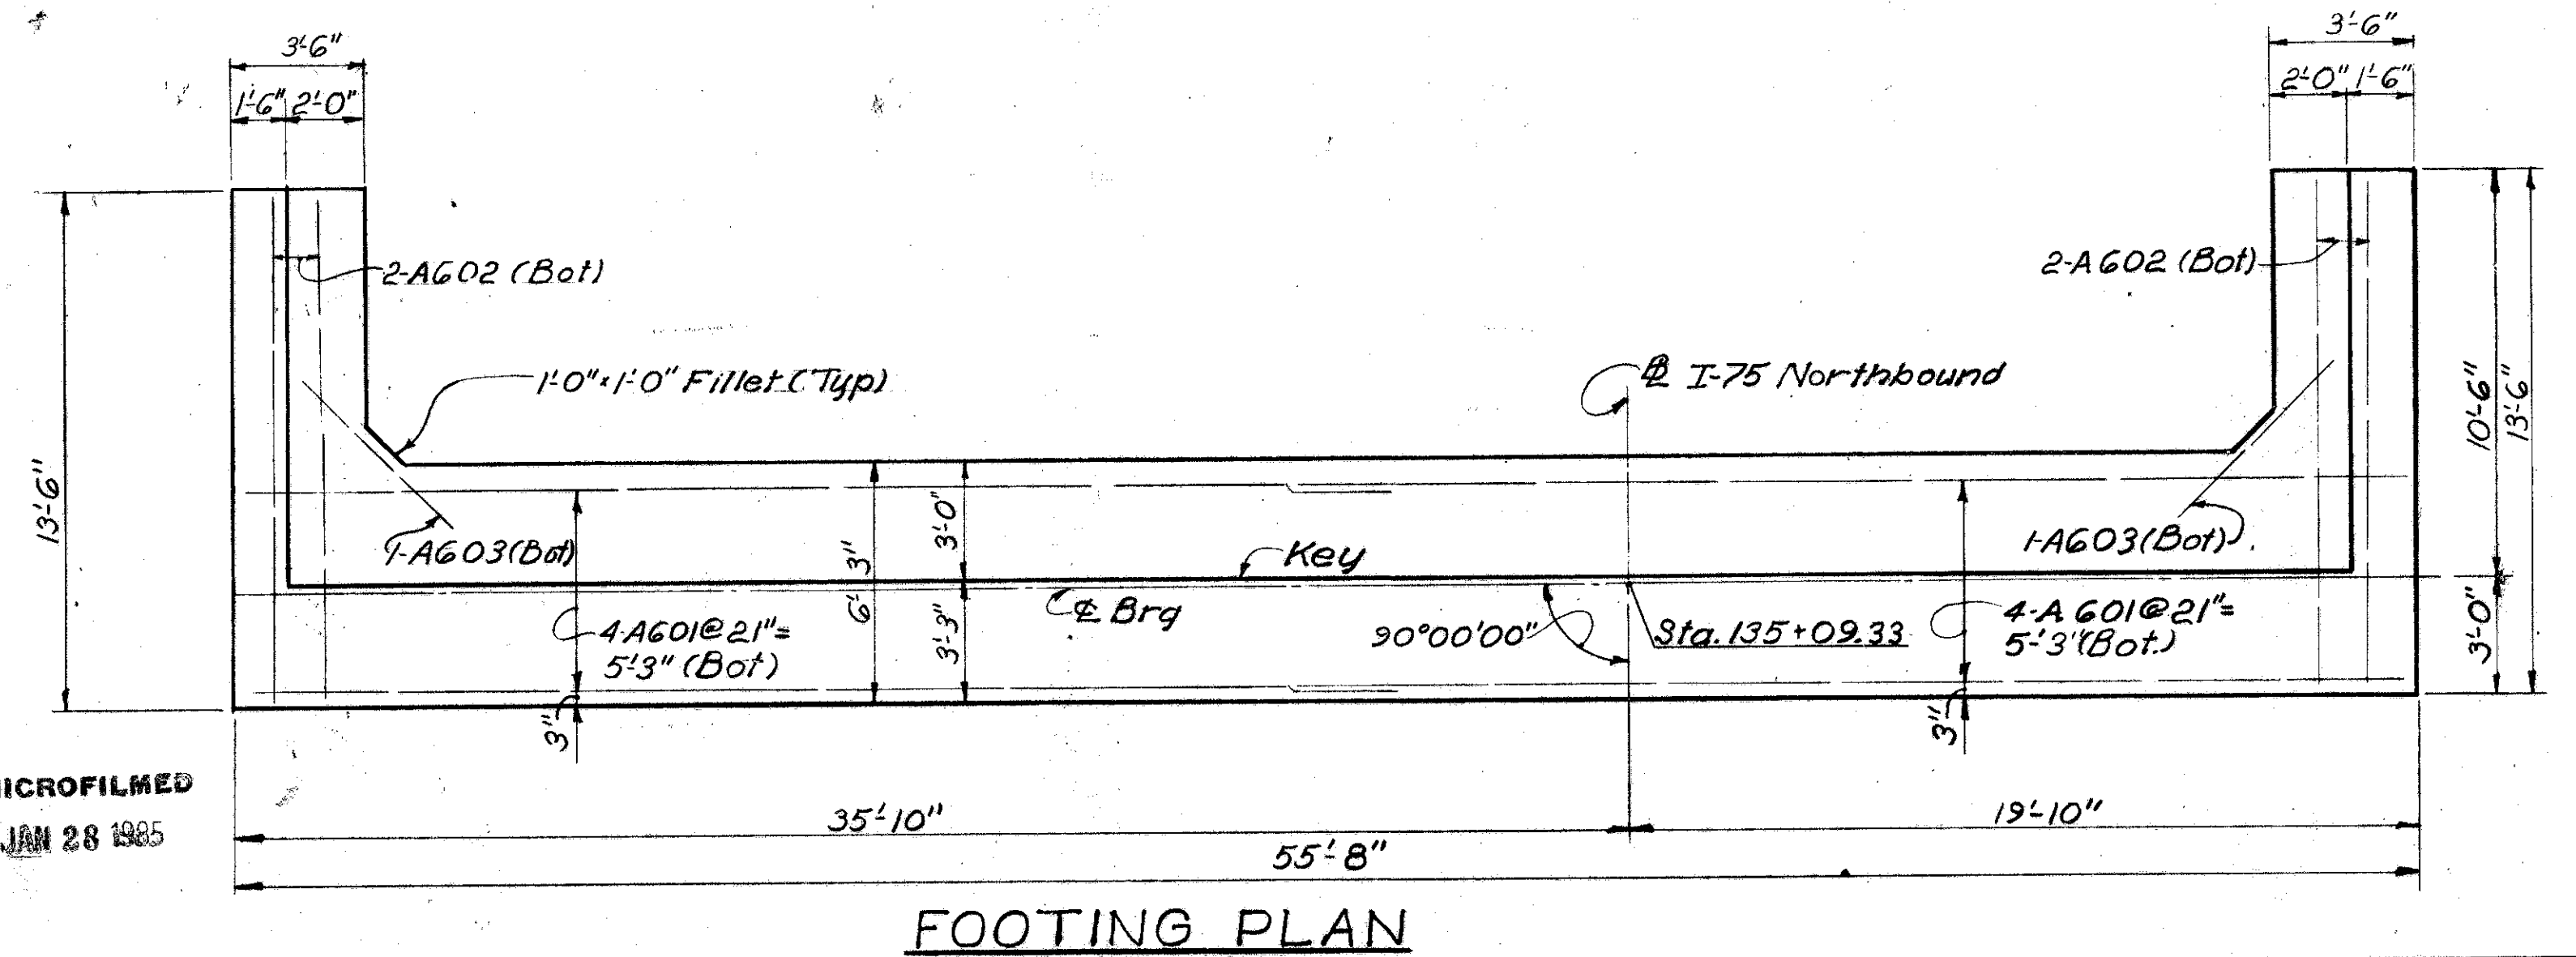 3'-6"
3'-6"
1'-6" 2'-0"
2'-0" 1'-6"
2-A602 (Bot)
2-A602 (Bot)
1'-0"x1'-0" Fillet (Typ)
℄ I-75 Northbound
13'-6"
10'-6"
13'-6"
1-A603(Bot)
6'-3"
3'-0"
Key
1-A603(Bot)
℄ Brg
3'-3"
4-A601@21"=
5'-3" (Bot)
90°00'00"
Sta. 135+09.33
4-A601@21"=
5'-3" (Bot.)
3'-0"
3"
3"
MICROFILMED
JAN 28 1985
35'-10"
19'-10"
55'-8"
FOOTING PLAN